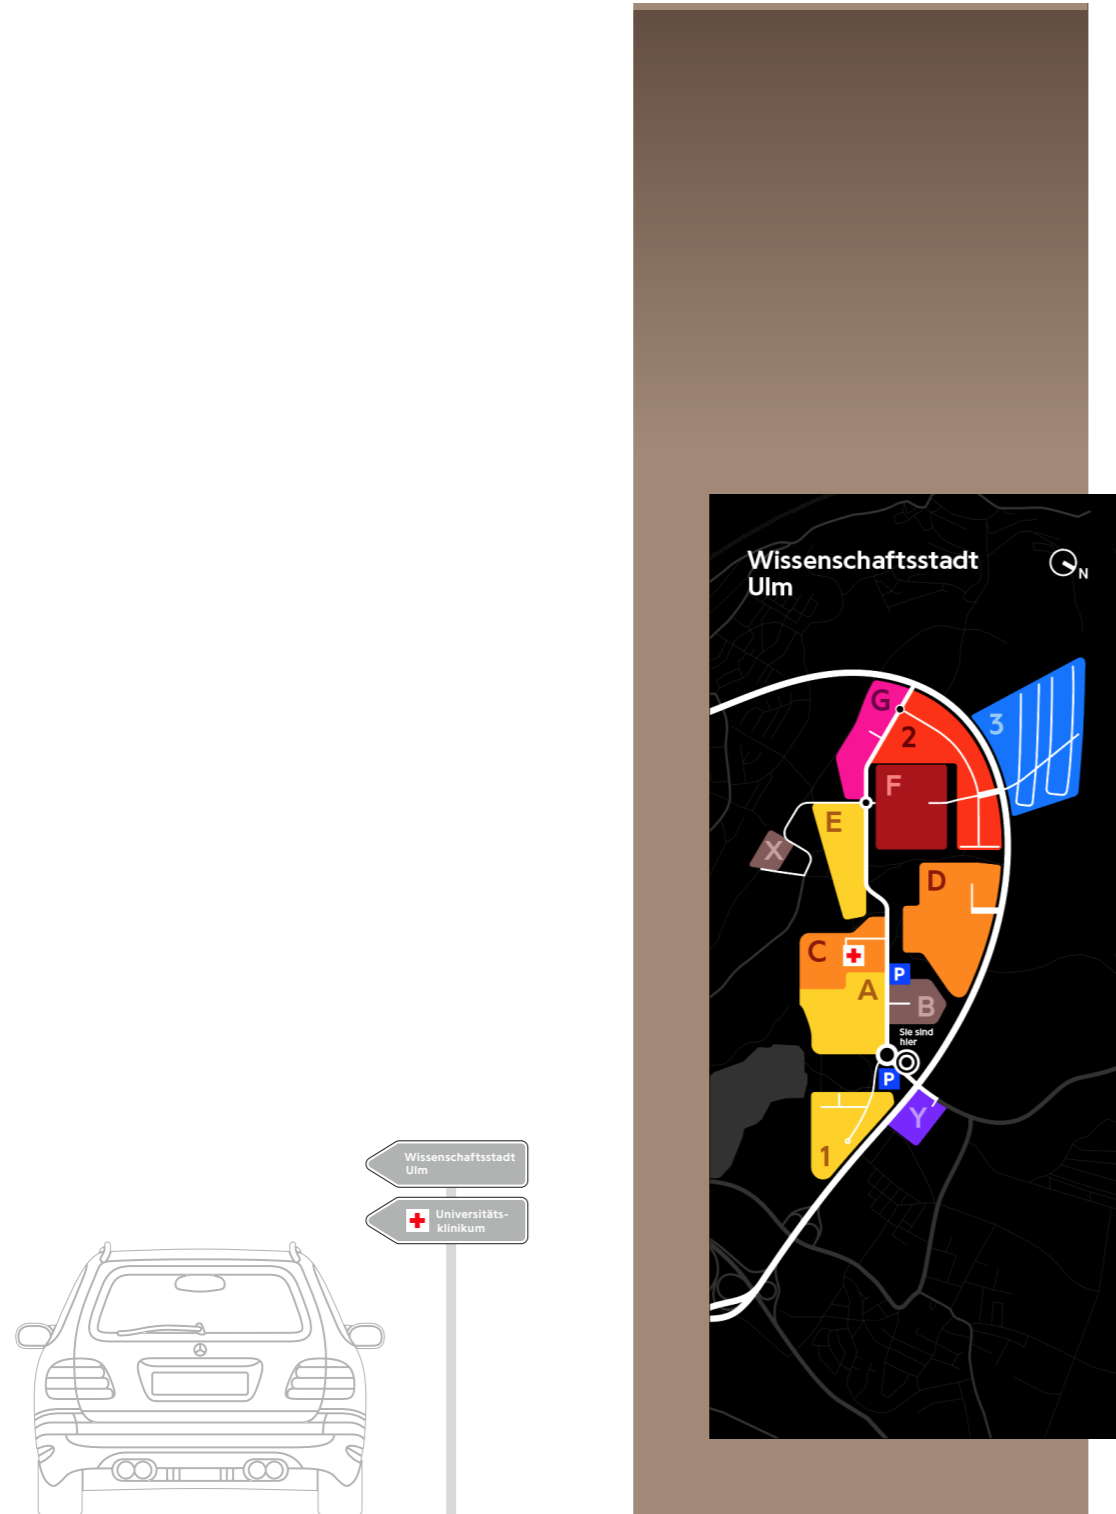 Wissenschaftsstadt
Ulm
N
G
2
3
F
E
X
D
C
A
P
B
Sie sind
hier
P
Y
1
Wissenschaftsstadt
Ulm
Universitäts-
klinikum